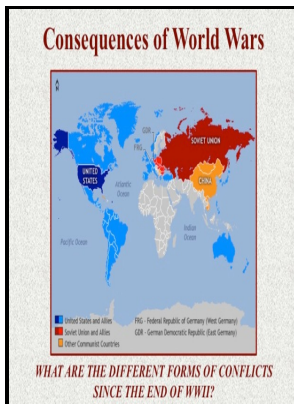 Consequences of World Wars
GDR
FRG
SOVIET UNION
UNITED
STATES
CHINA
Atlantic
Ocean
Pacific Ocean
Indian
Ocean
United States and Allies
FRG - Federal Republic of Germany (West Germany)
Soviet Union and Allies
GDR - German Democratic Republic (East Germany)
Other Communist Countries
WHAT ARE THE DIFFERENT FORMS OF CONFLICTS
SINCE THE END OF WWII?